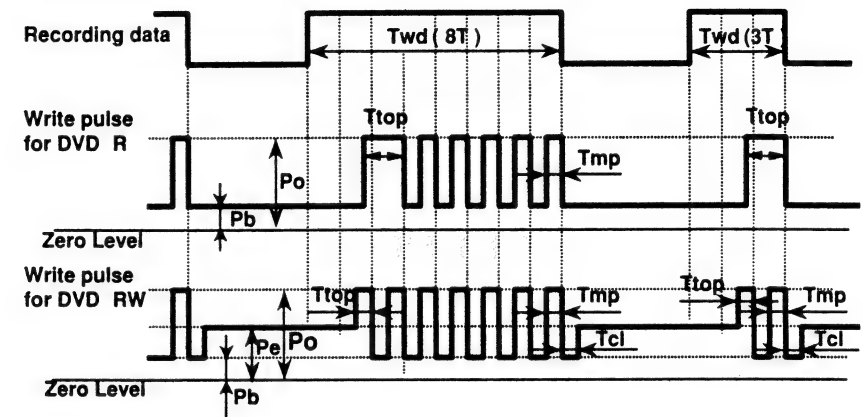 Recording data
Twd ( 8T )
Twd (3T )
Write pulse
for DVD R
Ttop
Ttop
Po
Tmp
Pb
Zero Level
Write pulse
for DVD RW
Ttop
Tmp
Ttop
Tmp
Pe
Po
Tcl
Tcl
Zero Level
Pb